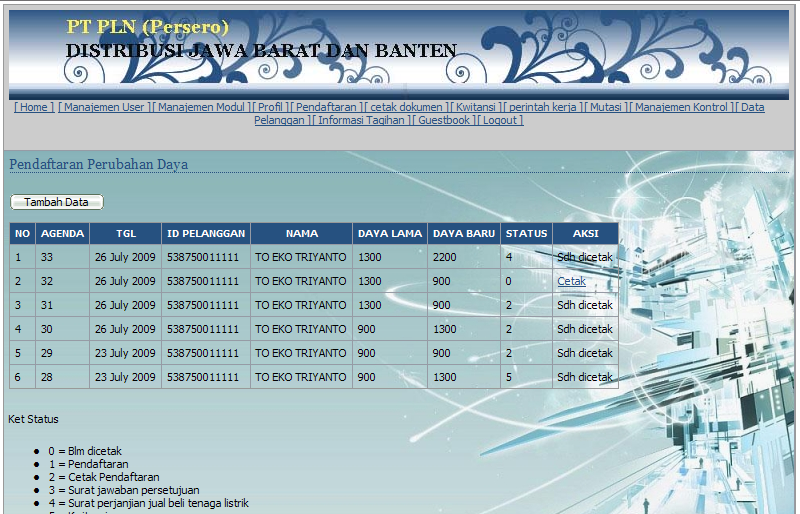 PT PLN (Persero)
DISTRIBUSI JAWA BARAT DAN BANTEN
[ Home ] [ Manajemen User ][ Manajemen Modul ][ Profil ][ Pendaftaran ][ cetak dokumen ][ Kwitansi ][ perintah kerja ][ Mutasi ][ Manajemen Kontrol ][ Data
Pelanggan ][ Informasi Tagihan ][ Guestbook ][ Logout ]
Pendaftaran Perubahan Daya
Tambah Data
NO AGENDA TGL ID PELANGGAN NAMA DAYA LAMA DAYA BARU STATUS AKSI
1 33 26 July 2009 538750011111 TO EKO TRIYANTO 1300 2200 4 Sdh dicetak
2 32 26 July 2009 538750011111 TO EKO TRIYANTO 1300 900 0 Cetak
3 31 26 July 2009 538750011111 TO EKO TRIYANTO 1300 900 2 Sdh dicetak
4 30 26 July 2009 538750011111 TO EKO TRIYANTO 900 1300 2 Sdh dicetak
5 29 23 July 2009 538750011111 TO EKO TRIYANTO 900 900 2 Sdh dicetak
6 28 23 July 2009 538750011111 TO EKO TRIYANTO 900 1300 5 Sdh dicetak
Ket Status
0 = Blm dicetak
1 = Pendaftaran
2 = Cetak Pendaftaran
3 = Surat jawaban persetujuan
4 = Surat perjanjian jual beli tenaga listrik